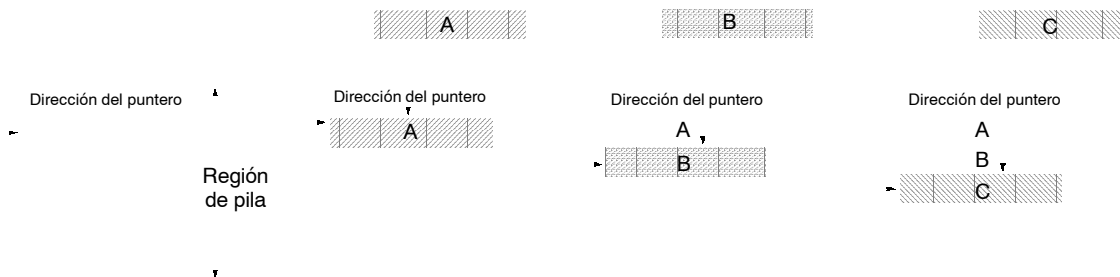 A
B
C
Dirección del puntero
Región
de pila
Dirección del puntero
A
Dirección del puntero
A
B
Dirección del puntero
A
B
C